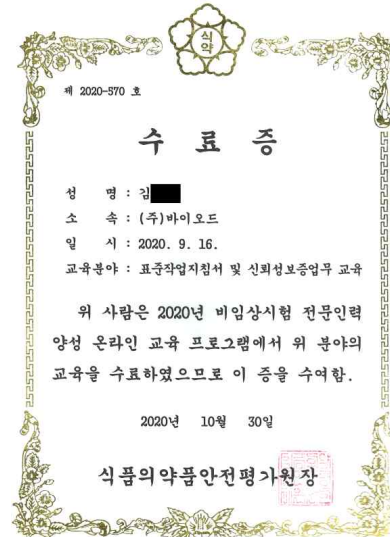 식
약
제 2020-570 호
수 료 증
성 명 : 김
소 속 : (주)바이오드
일 시 : 2020. 9. 16.
교육분야 : 표준작업지침서 및 신뢰성보증업무 교육
위 사람은 2020년 비임상시험 전문인력
양성 온라인 교육 프로그램에서 위 분야의
교육을 수료하였으므로 이 증을 수여함.
2020년 10월 30일
식품의약품안전평가원장